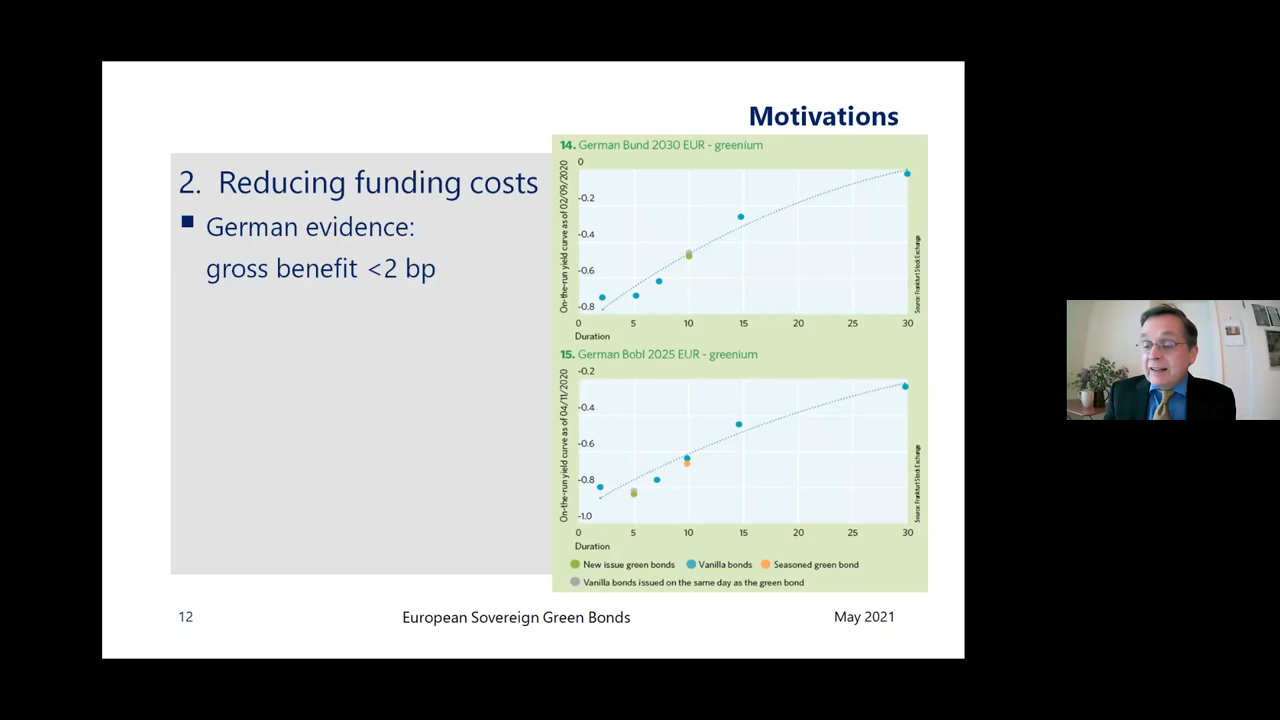 Motivations
2. Reducing funding costs
German evidence:
gross benefit <2 bp
14. German Bund 2030 EUR - greenium
On-the-run yield curve as of 02/09/2020
0
-0.2
-0.4
-0.6
-0.8
0 5 10 15 20 25 30
Duration
Source: Frankfurt Stock Exchange
15. German Bobl 2025 EUR - greenium
On-the-run yield curve as of 04/11/2020
-0.2
-0.4
-0.6
-0.8
-1.0
0 5 10 15 20 25 30
Duration
Source: Frankfurt Stock Exchange
New issue green bonds Vanilla bonds Seasoned green bond
Vanilla bonds issued on the same day as the green bond
12 European Sovereign Green Bonds May 2021